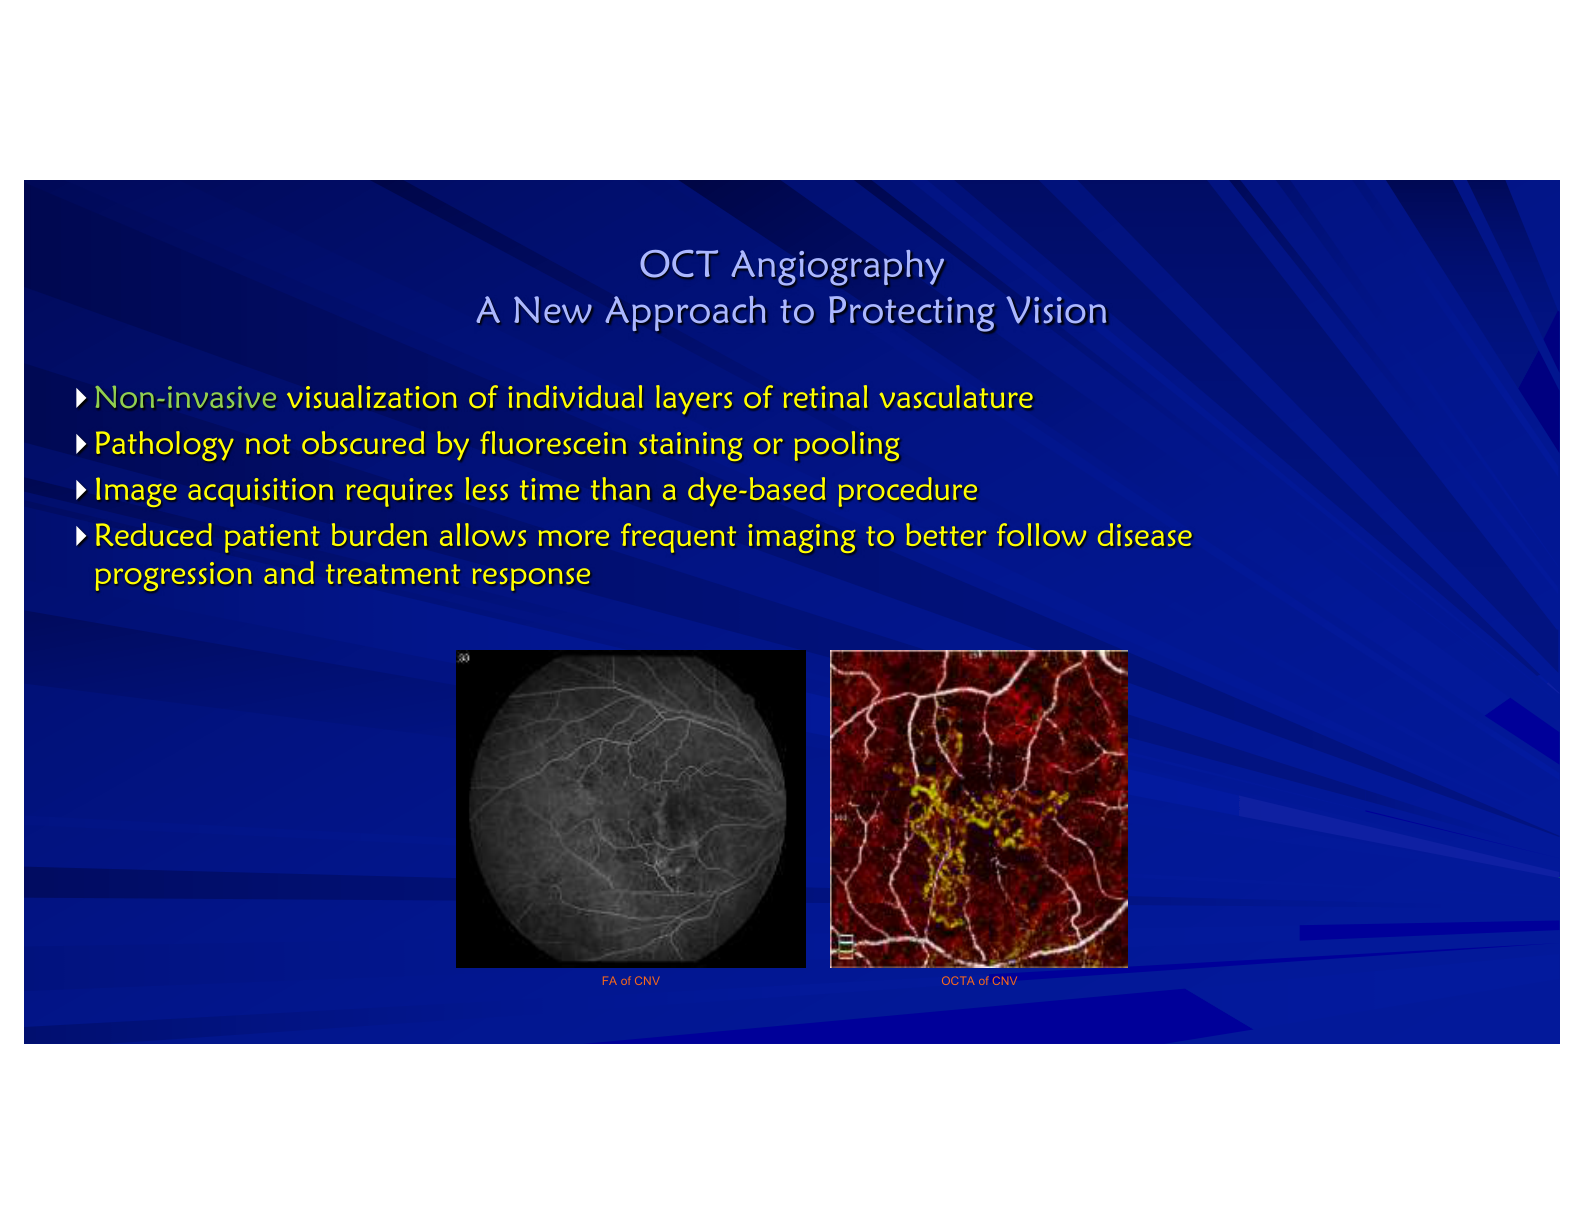 OCT Angiography
A New Approach to Protecting Vision
Non-invasive visualization of individual layers of retinal vasculature
Pathology not obscured by fluorescein staining or pooling
Image acquisition requires less time than a dye-based procedure
Reduced patient burden allows more frequent imaging to better follow disease
progression and treatment response
FA of CNV
OCTA of CNV